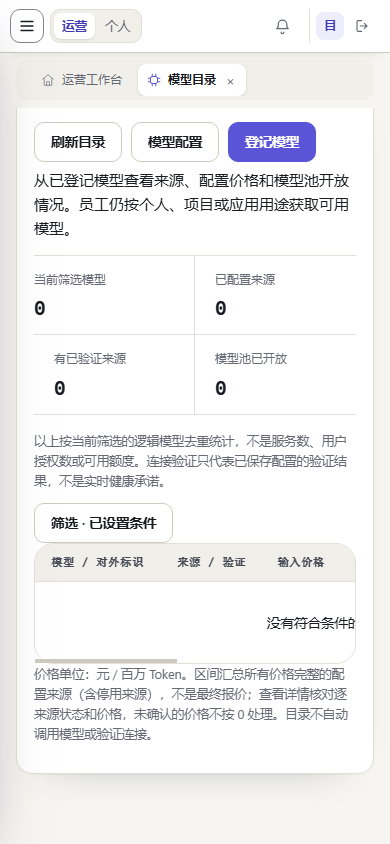 运营 个人 目
运营工作台 模型目录 ×
刷新目录 模型配置 登记模型
从已登记模型查看来源、配置价格和模型池开放
情况。员工仍按个人、项目或应用用途获取可用
模型。
当前筛选模型 已配置来源
0 0
有已验证来源 模型池已开放
0 0
以上按当前筛选的逻辑模型去重统计，不是服务数、用户
授权数或可用额度。连接验证只代表已保存配置的验证结
果，不是实时健康承诺。
筛选 · 已设置条件
模型 / 对外标识 来源 / 验证 输入价格
没有符合条件的
价格单位：元 / 百万 Token。区间汇总所有价格完整的配
置来源（含停用来源），不是最终报价；查看详情核对逐
来源状态和价格，未确认的价格不按 0 处理。目录不自动
调用模型或验证连接。